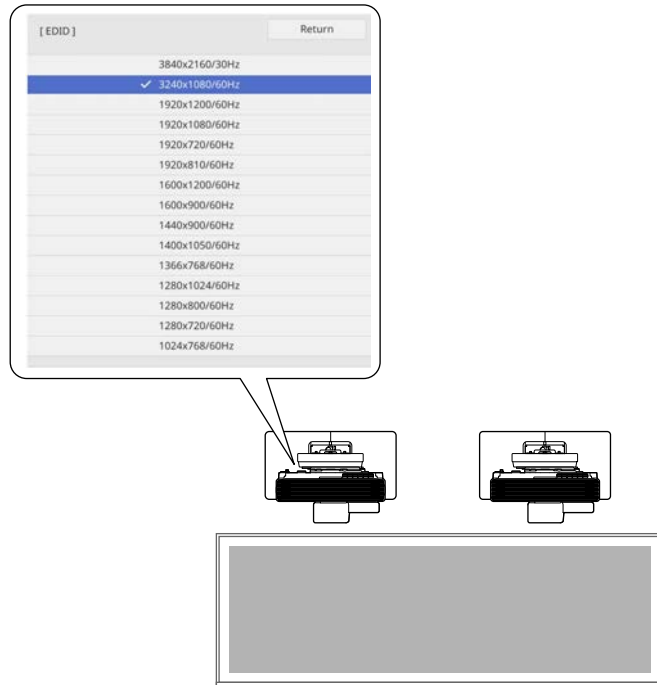 [ EDID ]
Return
3840x2160/30Hz
✓ 3240x1080/60Hz
1920x1200/60Hz
1920x1080/60Hz
1920x720/60Hz
1920x810/60Hz
1600x1200/60Hz
1600x900/60Hz
1440x900/60Hz
1400x1050/60Hz
1366x768/60Hz
1280x1024/60Hz
1280x800/60Hz
1280x720/60Hz
1024x768/60Hz